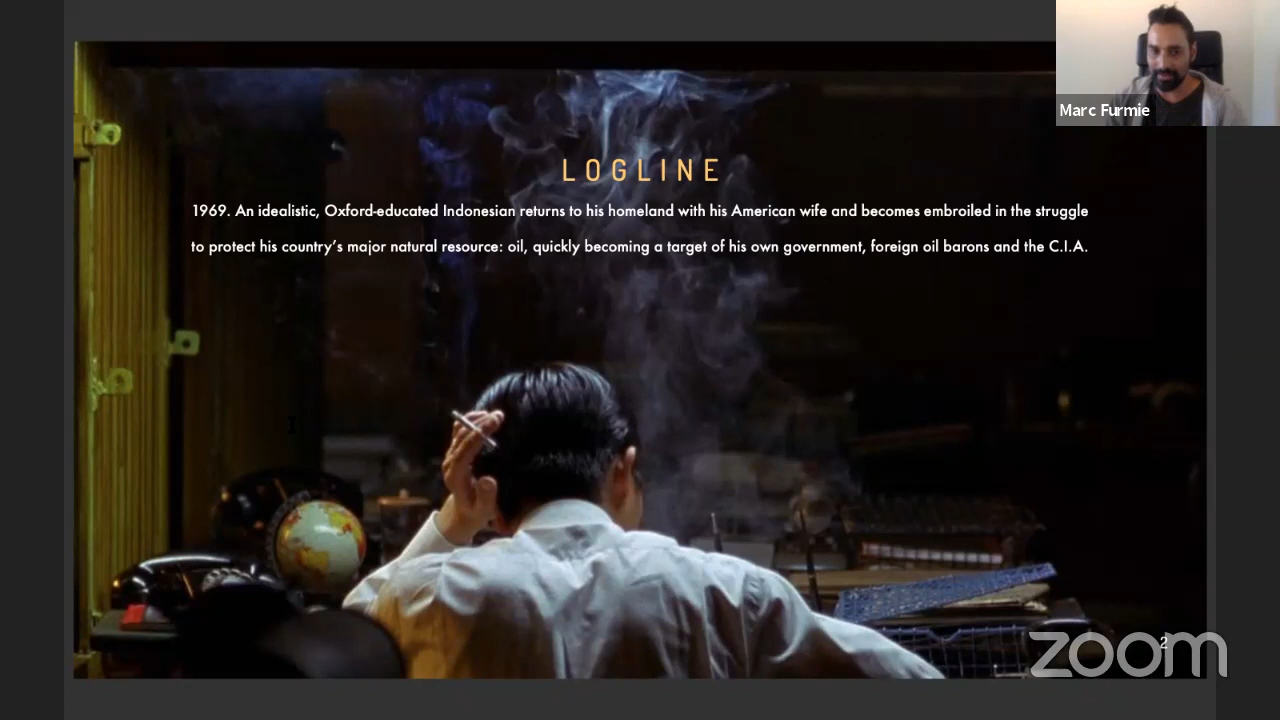 Marc Furmie
LOGLINE
1969. An idealistic, Oxford-educated Indonesian returns to his homeland with his American wife and becomes embroiled in the struggle
to protect his country’s major natural resource: oil, quickly becoming a target of his own government, foreign oil barons and the C.I.A.
2
zoom